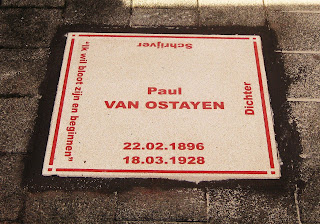 Schrijver
"Ik wil bloot zijn en beginnen"
Paul
VAN OSTAYEN
Dichter
22.02.1896
18.03.1928